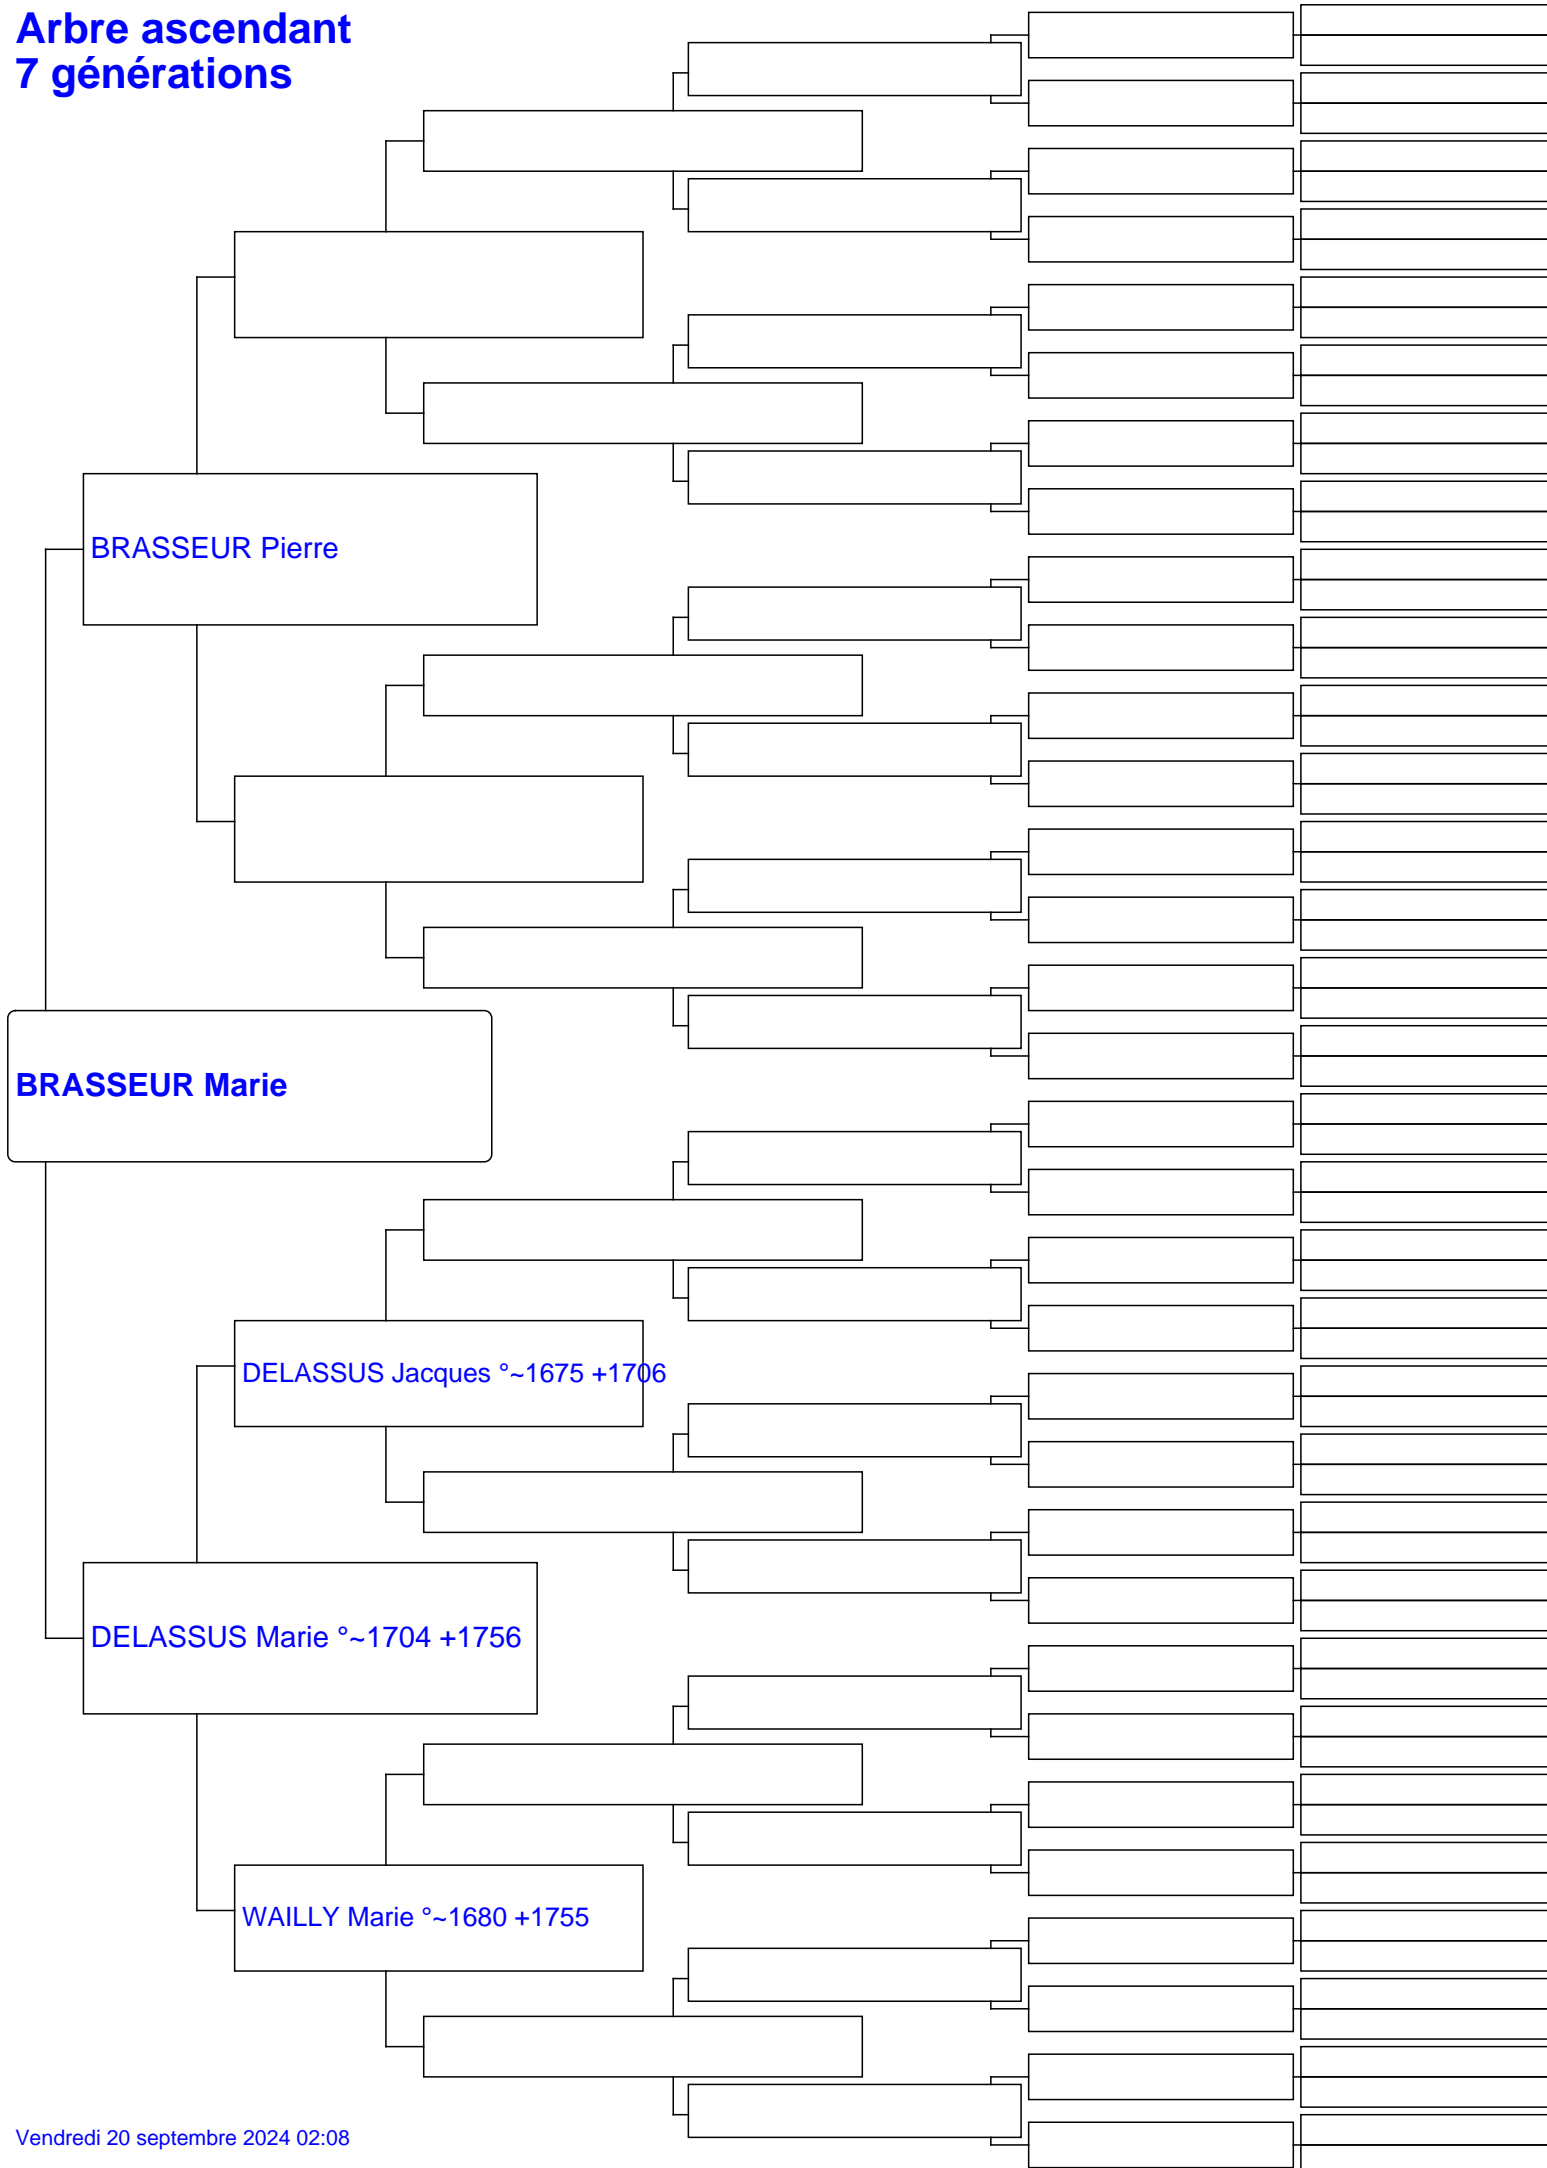 Arbre ascendant
7 générations
BRASSEUR Pierre
BRASSEUR Marie
DELASSUS Jacques °~1675 +1706
DELASSUS Marie °~1704 +1756
WAILLY Marie °~1680 +1755
Vendredi 20 septembre 2024 02:08